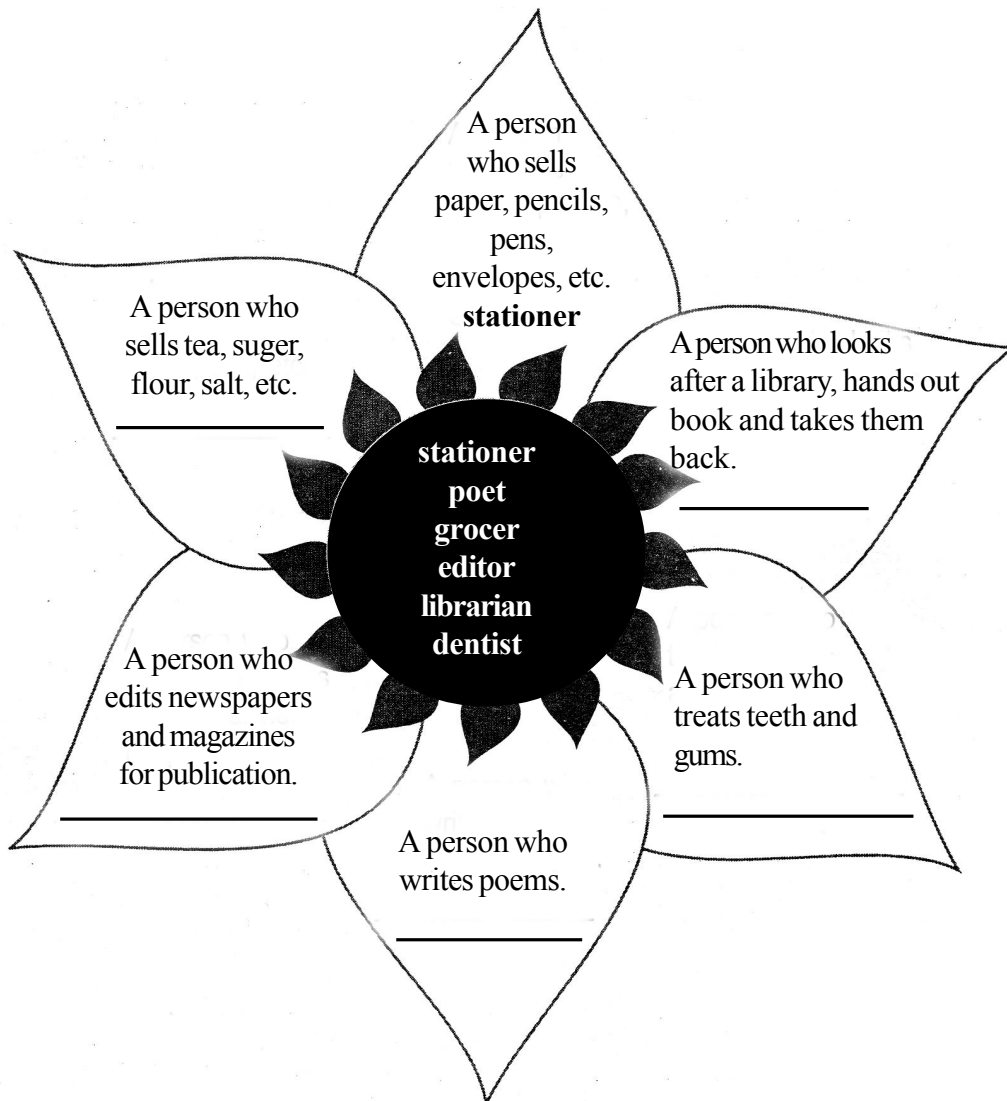 A person
who sells
paper, pencils,
pens,
envelopes, etc.
stationer
A person who looks
after a library, hands out
book and takes them
back.
A person who
treats teeth and
gums.
A person who
writes poems.
A person who
edits newspapers
and magazines
for publication.
A person who
sells tea, suger,
flour, salt, etc.
stationer
poet
grocer
editor
librarian
dentist